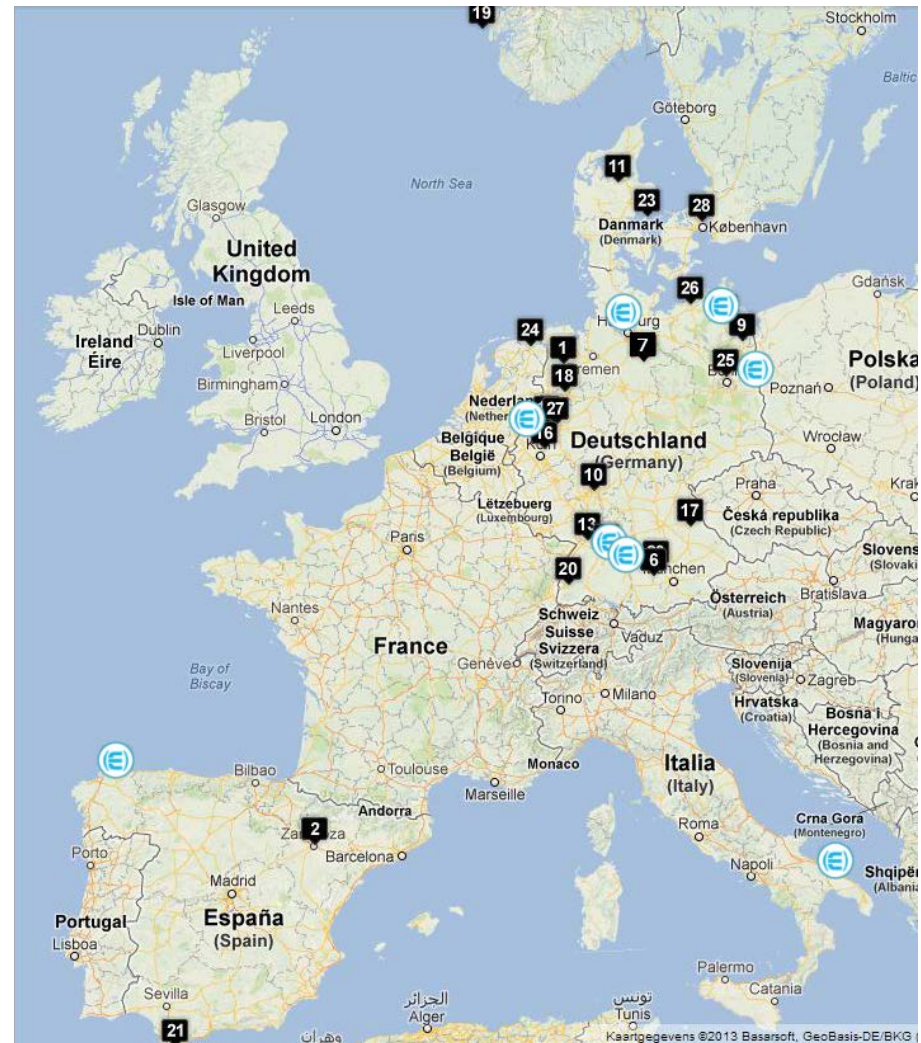 19
Stockholm
Baltic
Göteborg
11
North Sea
23
28
Glasgow
Danmark
(Denmark)
København
United
Kingdom
Isle of Man
Gdańsk
26
Leeds
24
9
Ireland
Éire
Dublin
1
7
Liverpool
25
Polska
(Poland)
18
Birmingham
Poznań
27
Bristol
London
Belgique
België
(Belgium)
Deutschland
(Germany)
Wrocław
10
Praha
Lëtzebuerg
(Luxembourg)
17
Česká republika
(Czech Republic)
13
Paris
6
20
Österreich
(Austria)
Bratislava
Nantes
Schweiz
Suisse
Svizzera
(Switzerland)
Vaduz
France
Genève
Bay of
Biscay
Slovenija
(Slovenia)
Zagreb
Torino
Milano
Hrvatska
(Croatia)
Bosna i
Hercegovina
(Bosnia and
Herzegovina)
Monaco
Toulouse
Bilbao
Marseille
Italia
(Italy)
Andorra
2
Crna Gora
(Montenegro)
Roma
Porto
Barcelona
Napoli
Madrid
Portugal
España
(Spain)
Lisboa
Palermo
Sevilla
Catania
الجزائر
Alger
تونس
Tunis
21
وهران
Kaartgegevens ©2013 Basarsoft, GeoBasis-DE/BKG